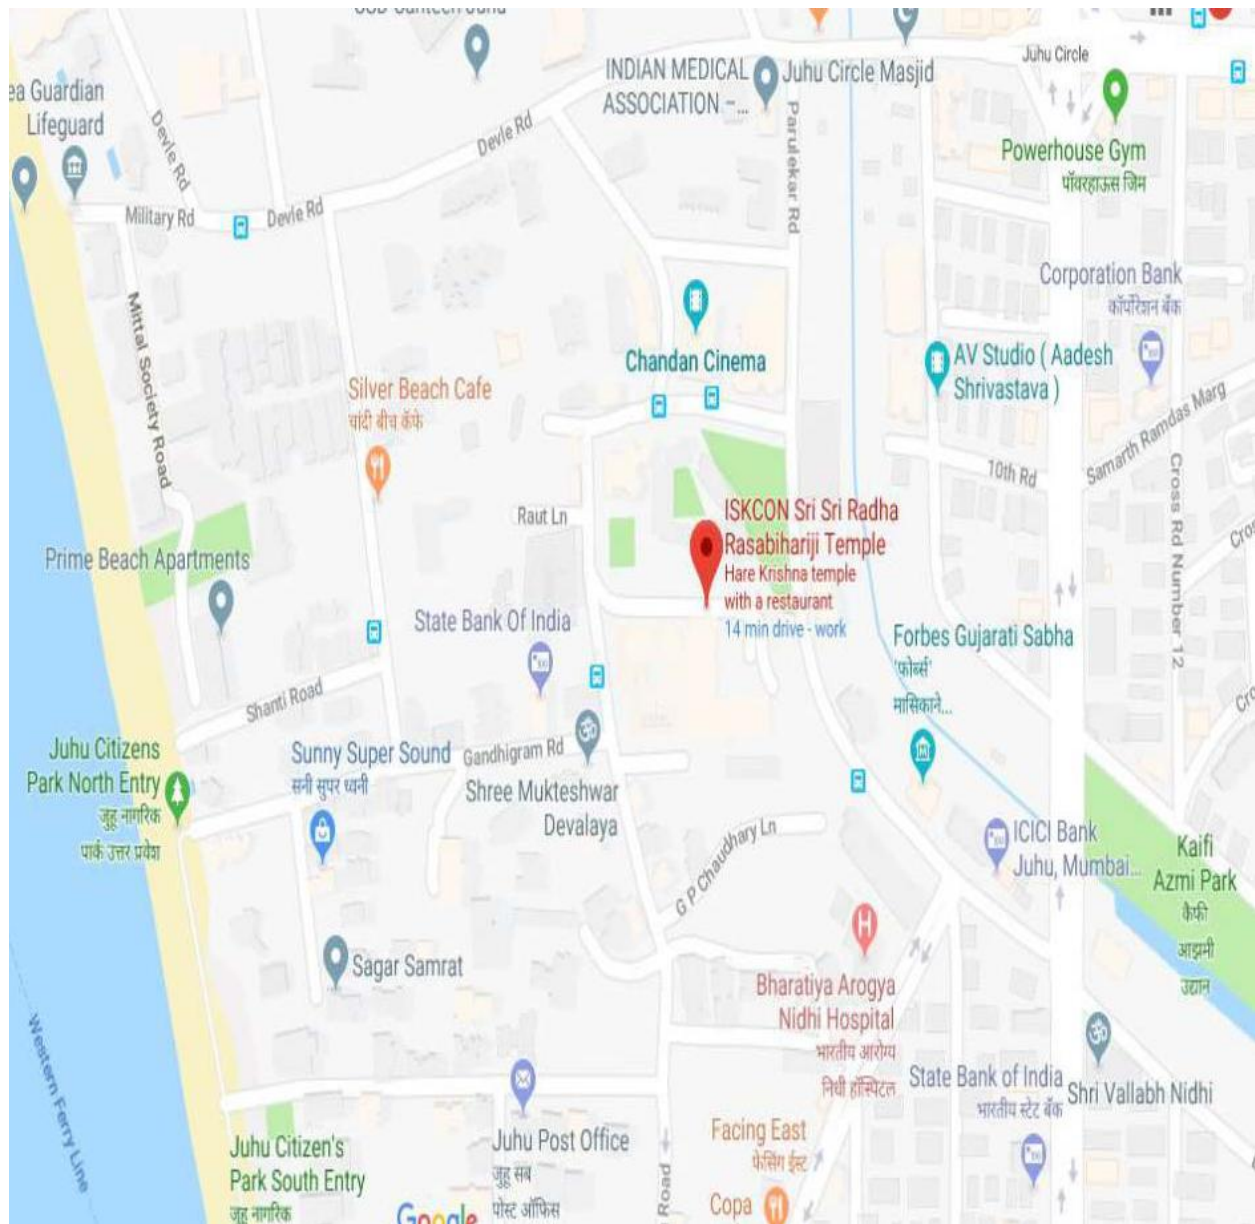 Juhu Circle
ea Guardian
Lifeguard
INDIAN MEDICAL
ASSOCIATION –...
Juhu Circle Masjid
Powerhouse Gym
पॉवरहाऊस जिम
Devle Rd
Devle Rd
Parulekar Rd
Military Rd
Devle Rd
Corporation Bank
कॉर्पोरेशन बँक
Mittal Society Road
Chandan Cinema
AV Studio ( Aadesh
Shrivastava )
Silver Beach Cafe
चांदी बीच कॅफे
Samarth Ramdas Marg
10th Rd
Cross Rd Number 12
Raut Ln
ISKCON Sri Sri Radha
Rasabihariji Temple
Hare Krishna temple
with a restaurant
14 min drive - work
Prime Beach Apartments
State Bank Of India
Forbes Gujarati Sabha
'फोर्ब्स'
मासिकाने...
Shanti Road
Juhu Citizens
Park North Entry
जुहू नागरिक
पार्क उत्तर प्रवेश
Sunny Super Sound
सनी सुपर ध्वनी
Gandhigram Rd
Shree Mukteshwar
Devalaya
G P Chaudhary Ln
ICICI Bank
Juhu, Mumbai...
Kaifi
Azmi Park
कैफी
आझमी
उद्यान
Sagar Samrat
Bharatiya Arogya
Nidhi Hospital
भारतीय आरोग्य
निधी हॉस्पिटल
Western Ferry Line
State Bank of India
भारतीय स्टेट बँक
Shri Vallabh Nidhi
Juhu Post Office
जुहू सब
पोस्ट ऑफिस
Facing East
फेसिंग ईस्ट
Copa
Juhu Citizen's
Park South Entry
जुहू नागरिक
Google
Road